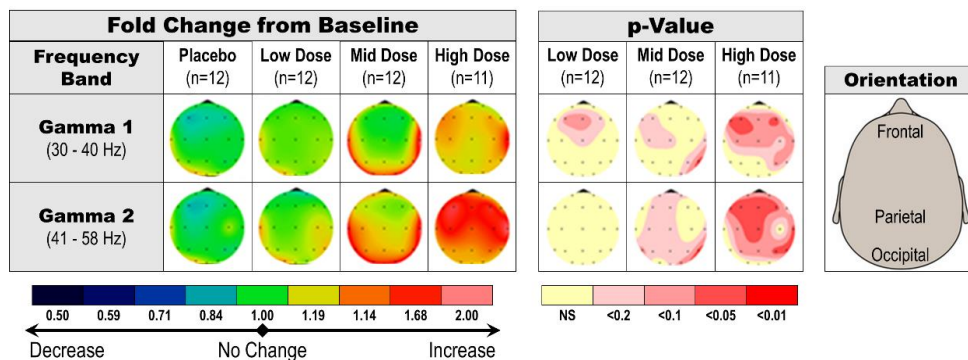 Fold Change from Baseline
Frequency Band
Placebo (n=12)
Low Dose (n=12)
Mid Dose (n=12)
High Dose (n=11)
Gamma 1
(30 - 40 Hz)
Gamma 2
(41 - 58 Hz)
0.50 0.59 0.71 0.84 1.00 1.19 1.14 1.68 2.00
Decrease No Change Increase
p-Value
Low Dose (n=12)
Mid Dose (n=12)
High Dose (n=11)
NS <0.2 <0.1 <0.05 <0.01
Orientation
Frontal
Parietal
Occipital